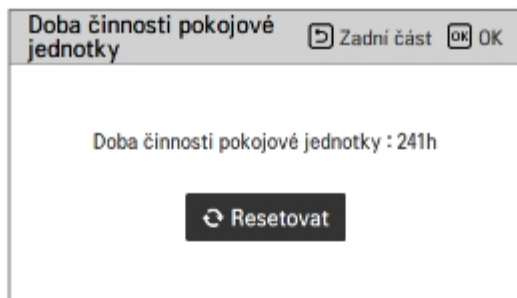 Doba činnosti pokojové
jednotky
Zadní část OK OK
Doba činnosti pokojové jednotky : 241h
Resetovat